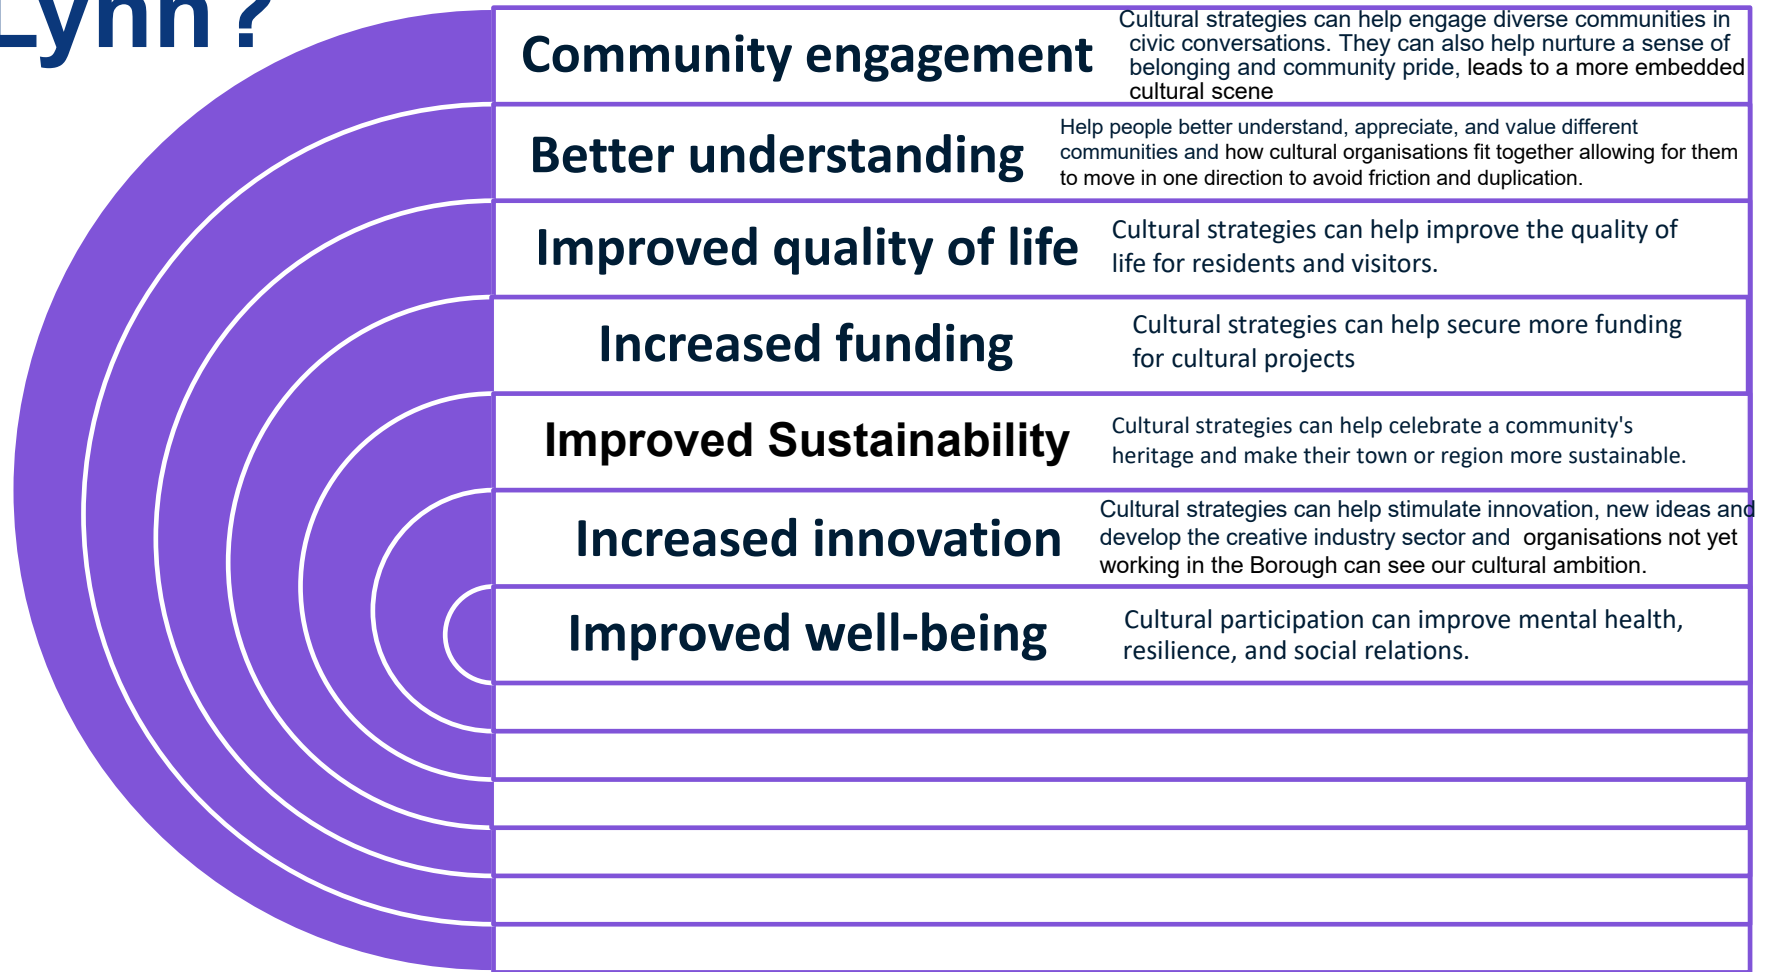 Lynn?
Community engagement
Cultural strategies can help engage diverse communities in
civic conversations. They can also help nurture a sense of
belonging and community pride, leads to a more embedded
cultural scene
Better understanding
Help people better understand, appreciate, and value different
communities and how cultural organisations fit together allowing for them
to move in one direction to avoid friction and duplication.
Improved quality of life
Cultural strategies can help improve the quality of
life for residents and visitors.
Increased funding
Cultural strategies can help secure more funding
for cultural projects
Improved Sustainability
Cultural strategies can help celebrate a community's
heritage and make their town or region more sustainable.
Increased innovation
Cultural strategies can help stimulate innovation, new ideas and
develop the creative industry sector and  organisations not yet
working in the Borough can see our cultural ambition.
Improved well-being
Cultural participation can improve mental health,
resilience, and social relations.